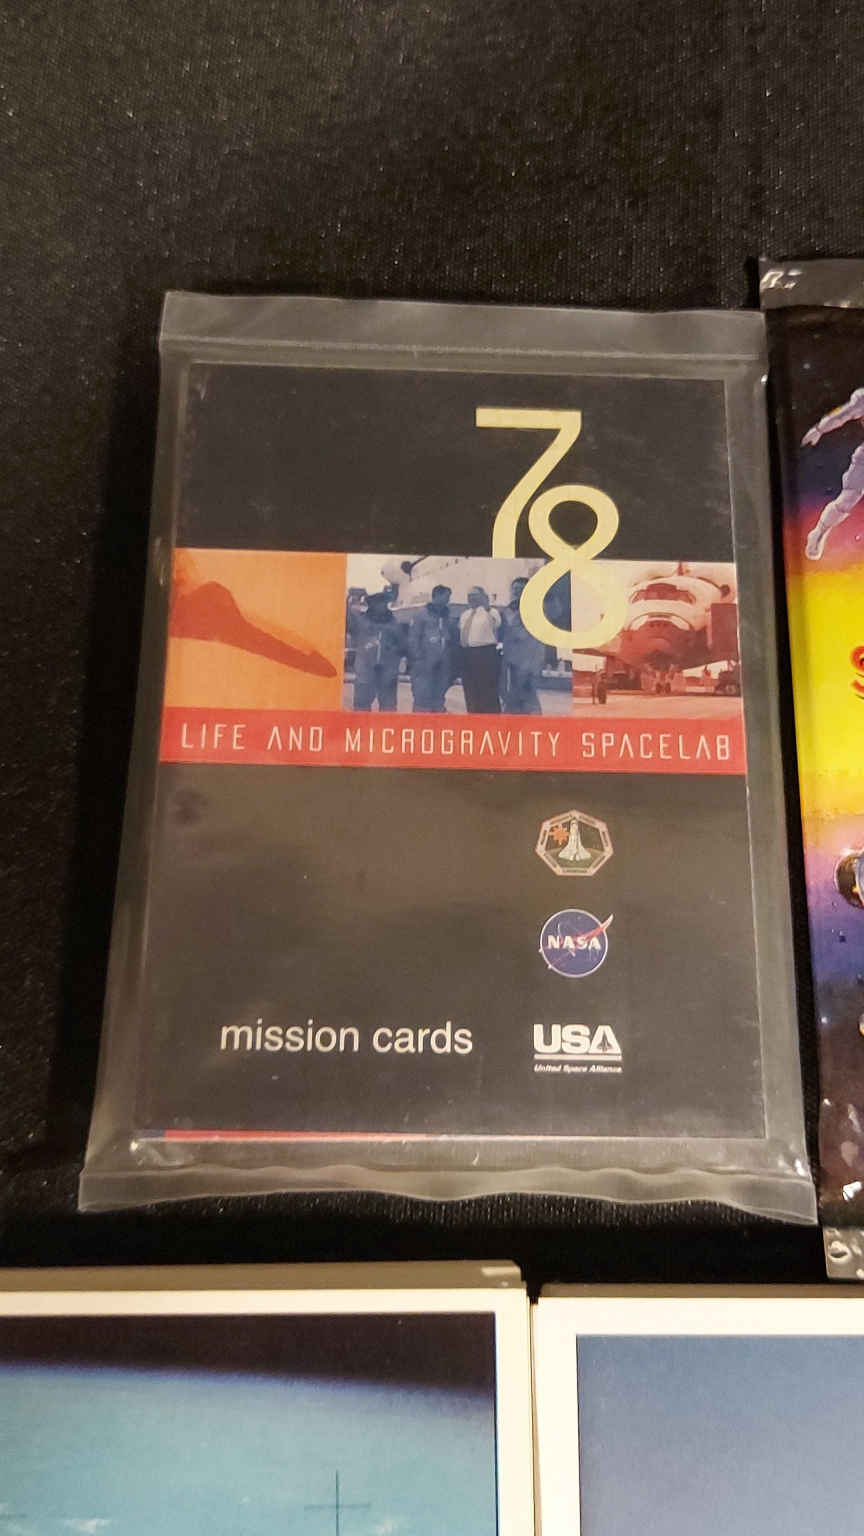 78
LIFE AND MICROGRAVITY SPACELAB
NASA
mission cards
USA
United Space Alliance